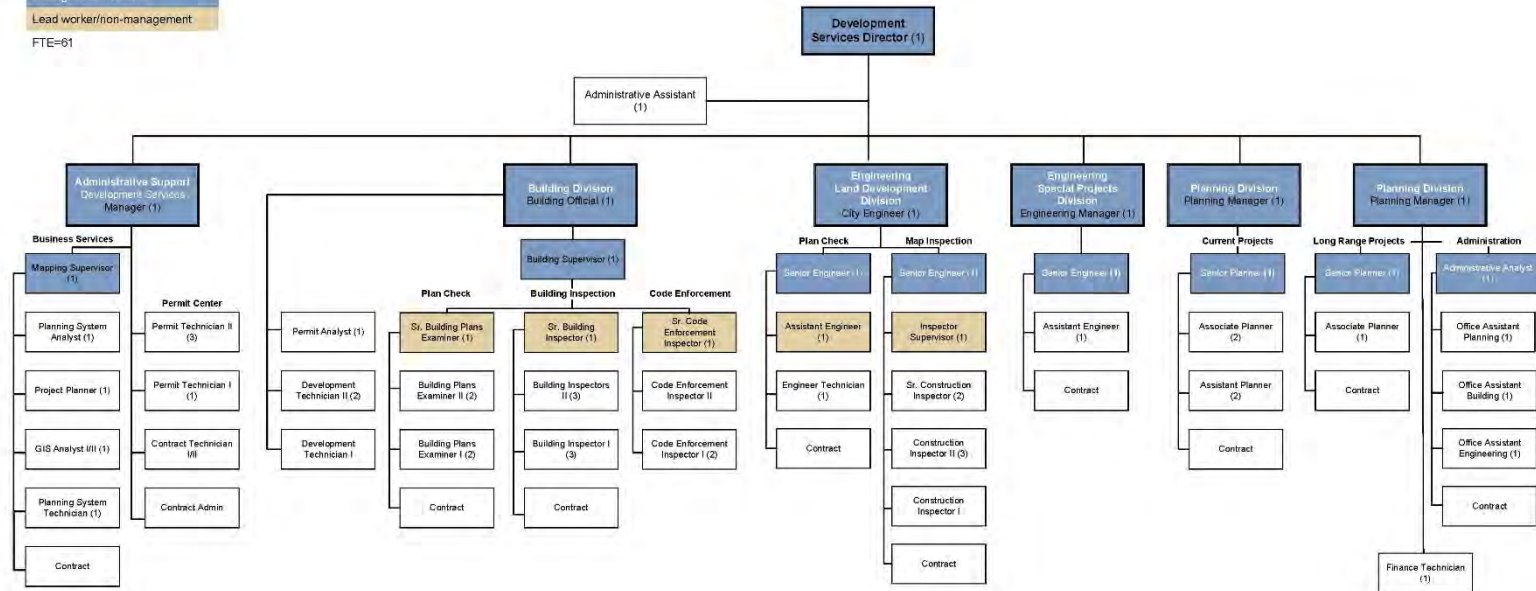 Lead worker/non-management
FTE=61
Development
Services Director (1)
Administrative Assistant
(1)
Administrative Support
Development Services
Manager (1)
Building Division
Building Official (1)
Engineering
Land Development
Division
City Engineer (1)
Engineering
Special Projects
Division
Engineering Manager (1)
Planning Division
Planning Manager (1)
Planning Division
Planning Manager (1)
Business Services
Mapping Supervisor
(1)
Planning System
Analyst (1)
Project Planner (1)
GIS Analyst I/II (1)
Planning System
Technician (1)
Contract
Permit Center
Permit Technician II
(3)
Permit Technician I
(1)
Contract Technician
I/II
Contract Admin
Building Supervisor (1)
Permit Analyst (1)
Development
Technician II (2)
Development
Technician I
Plan Check
Sr. Building Plans
Examiner (1)
Building Plans
Examiner II (2)
Building Plans
Examiner I (2)
Contract
Building Inspection
Sr. Building
Inspector (1)
Building Inspectors
II (3)
Building Inspector I
(3)
Contract
Code Enforcement
Sr. Code
Enforcement
Inspector (1)
Code Enforcement
Inspector II
Code Enforcement
Inspector I (2)
Plan Check
Senior Engineer (1)
Assistant Engineer
(1)
Engineer Technician
(1)
Contract
Map Inspection
Senior Engineer (1)
Inspector
Supervisor (1)
Sr. Construction
Inspector (2)
Construction
Inspector II (3)
Construction
Inspector I
Contract
Senior Engineer (1)
Assistant Engineer
(1)
Contract
Current Projects
Senior Planner (1)
Associate Planner
(2)
Assistant Planner
(2)
Contract
Long Range Projects
Senior Planner (1)
Associate Planner
(1)
Contract
Administration
Administrative Analyst
(1)
Office Assistant
Planning (1)
Office Assistant
Building (1)
Office Assistant
Engineering (1)
Contract
Finance Technician
(1)